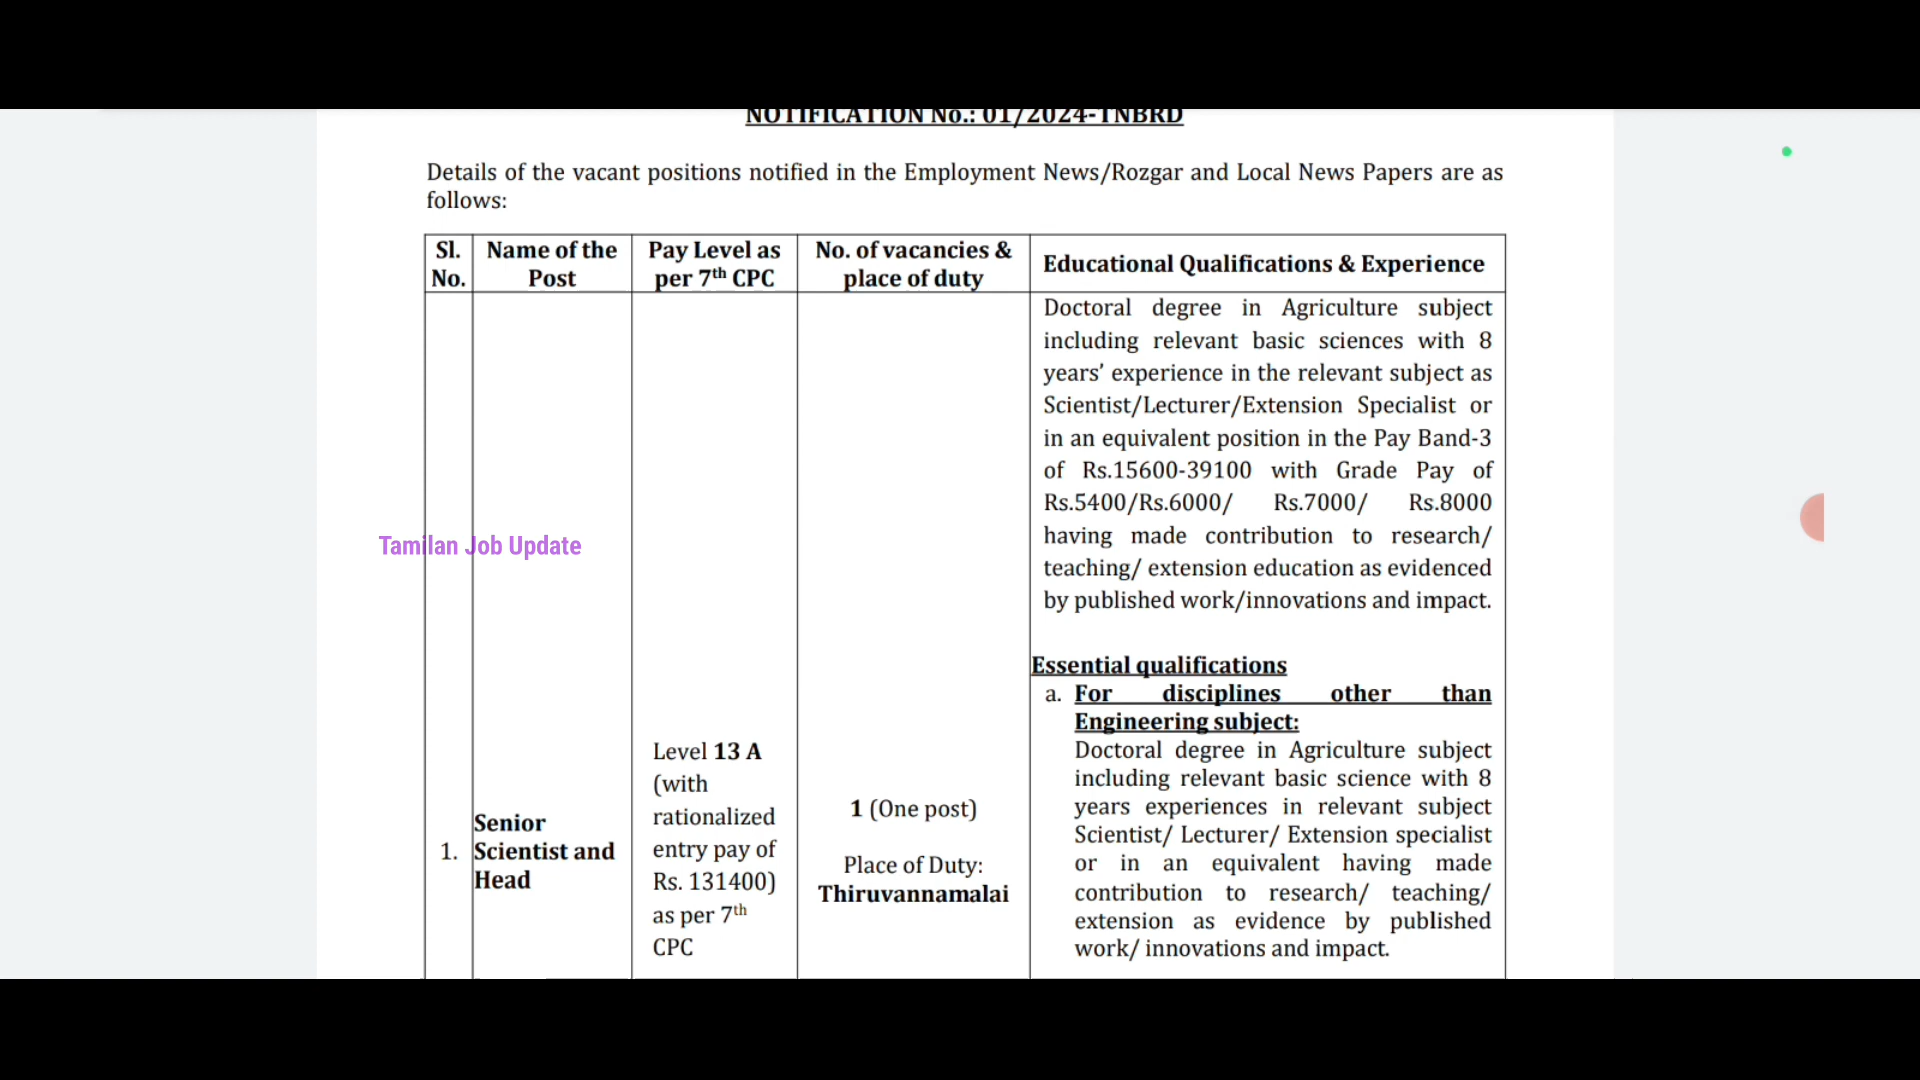 NOTIFICATION No.: 01/2024-TNBRD
Details of the vacant positions notified in the Employment News/Rozgar and Local News Papers are as
follows:
Sl. No.
Name of the Post
Pay Level as per 7th CPC
No. of vacancies & place of duty
Educational Qualifications & Experience
1.
Senior
Scientist and
Head
Level 13 A
(with
rationalized
entry pay of
Rs. 131400)
as per 7th
CPC
1 (One post)
Place of Duty:
Thiruvannamalai
Doctoral degree in Agriculture subject
including relevant basic sciences with 8
years' experience in the relevant subject as
Scientist/Lecturer/Extension Specialist or
in an equivalent position in the Pay Band-3
of Rs.15600-39100 with Grade Pay of
Rs.5400/Rs.6000/ Rs.7000/ Rs.8000
having made contribution to research/
teaching/ extension education as evidenced
by published work/innovations and impact.
Essential qualifications
a. For disciplines other than
Engineering subject:
Doctoral degree in Agriculture subject
including relevant basic science with 8
years experiences in relevant subject
Scientist/ Lecturer/ Extension specialist
or in an equivalent having made
contribution to research/ teaching/
extension as evidence by published
work/ innovations and impact.
Tamilan Job Update